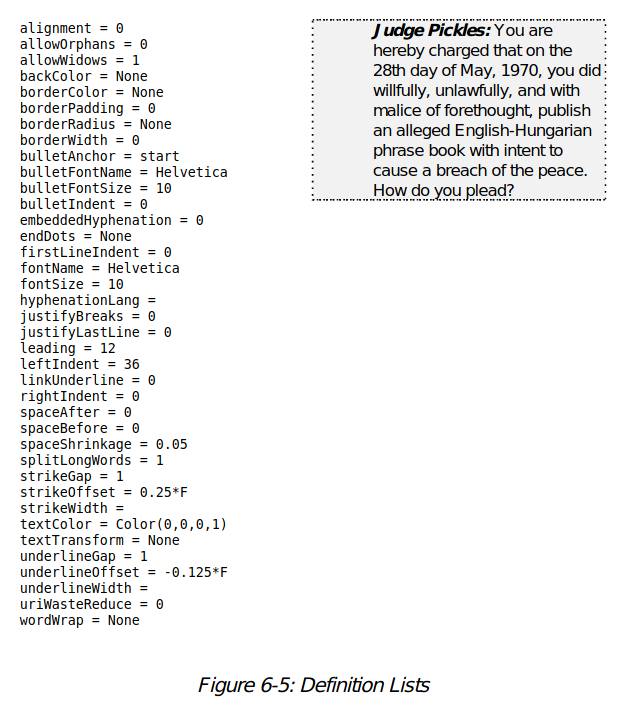 alignment = 0
allowOrphans = 0
allowWidows = 1
backColor = None
borderColor = None
borderPadding = 0
borderRadius = None
borderWidth = 0
bulletAnchor = start
bulletFontName = Helvetica
bulletFontSize = 10
bulletIndent = 0
embeddedHyphenation = 0
endDots = None
firstLineIndent = 0
fontName = Helvetica
fontSize = 10
hyphenationLang =
justifyBreaks = 0
justifyLastLine = 0
leading = 12
leftIndent = 36
linkUnderline = 0
rightIndent = 0
spaceAfter = 0
spaceBefore = 0
spaceShrinkage = 0.05
splitLongWords = 1
strikeGap = 1
strikeOffset = 0.25*F
strikeWidth =
textColor = Color(0,0,0,1)
textTransform = None
underlineGap = 1
underlineOffset = -0.125*F
underlineWidth =
uriWasteReduce = 0
wordWrap = None
Judge Pickles: You are
hereby charged that on the
28th day of May, 1970, you did
willfully, unlawfully, and with
malice of forethought, publish
an alleged English-Hungarian
phrase book with intent to
cause a breach of the peace.
How do you plead?
Figure 6-5: Definition Lists